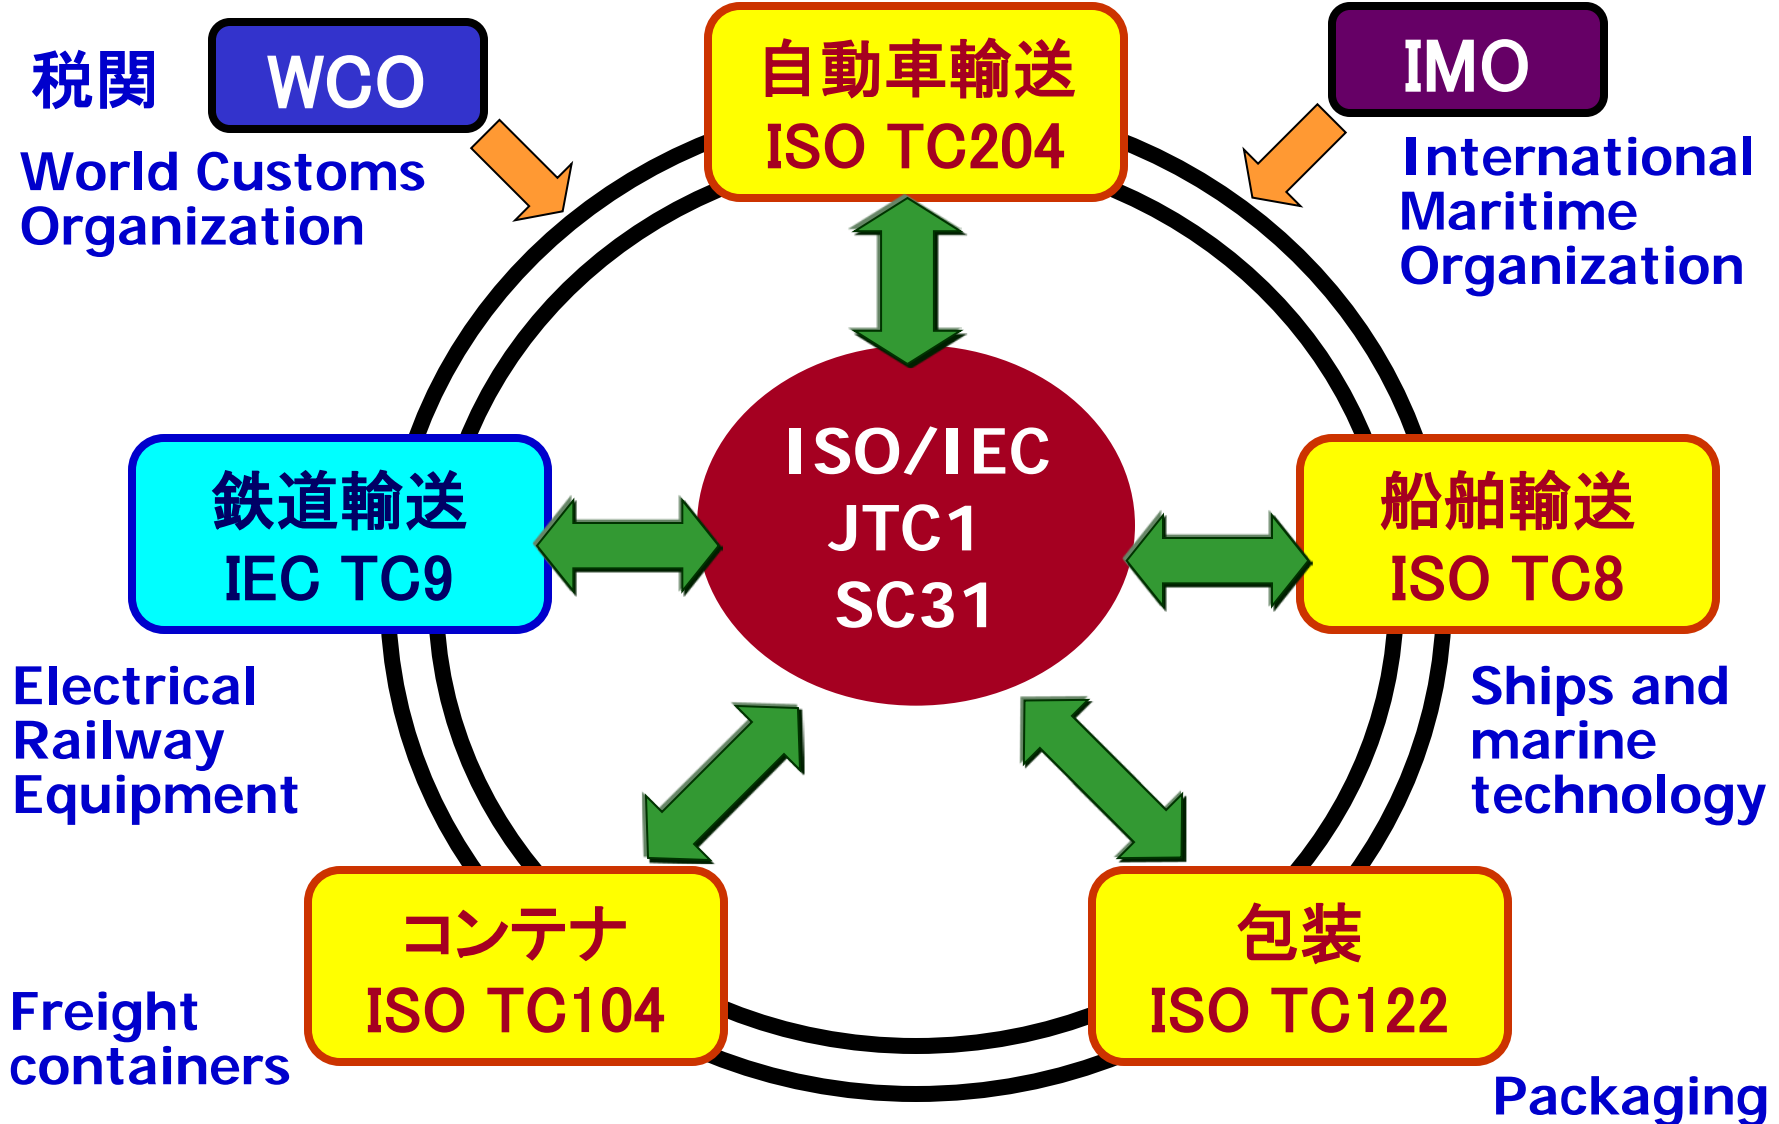 税関
WCO
World Customs
Organization
自動車輸送
ISO TC204
IMO
International
Maritime
Organization
ISO/IEC
JTC1
SC31
鉄道輸送
IEC TC9
Electrical
Railway
Equipment
船舶輸送
ISO TC8
Ships and
marine
technology
コンテナ
ISO TC104
Freight
containers
包装
ISO TC122
Packaging